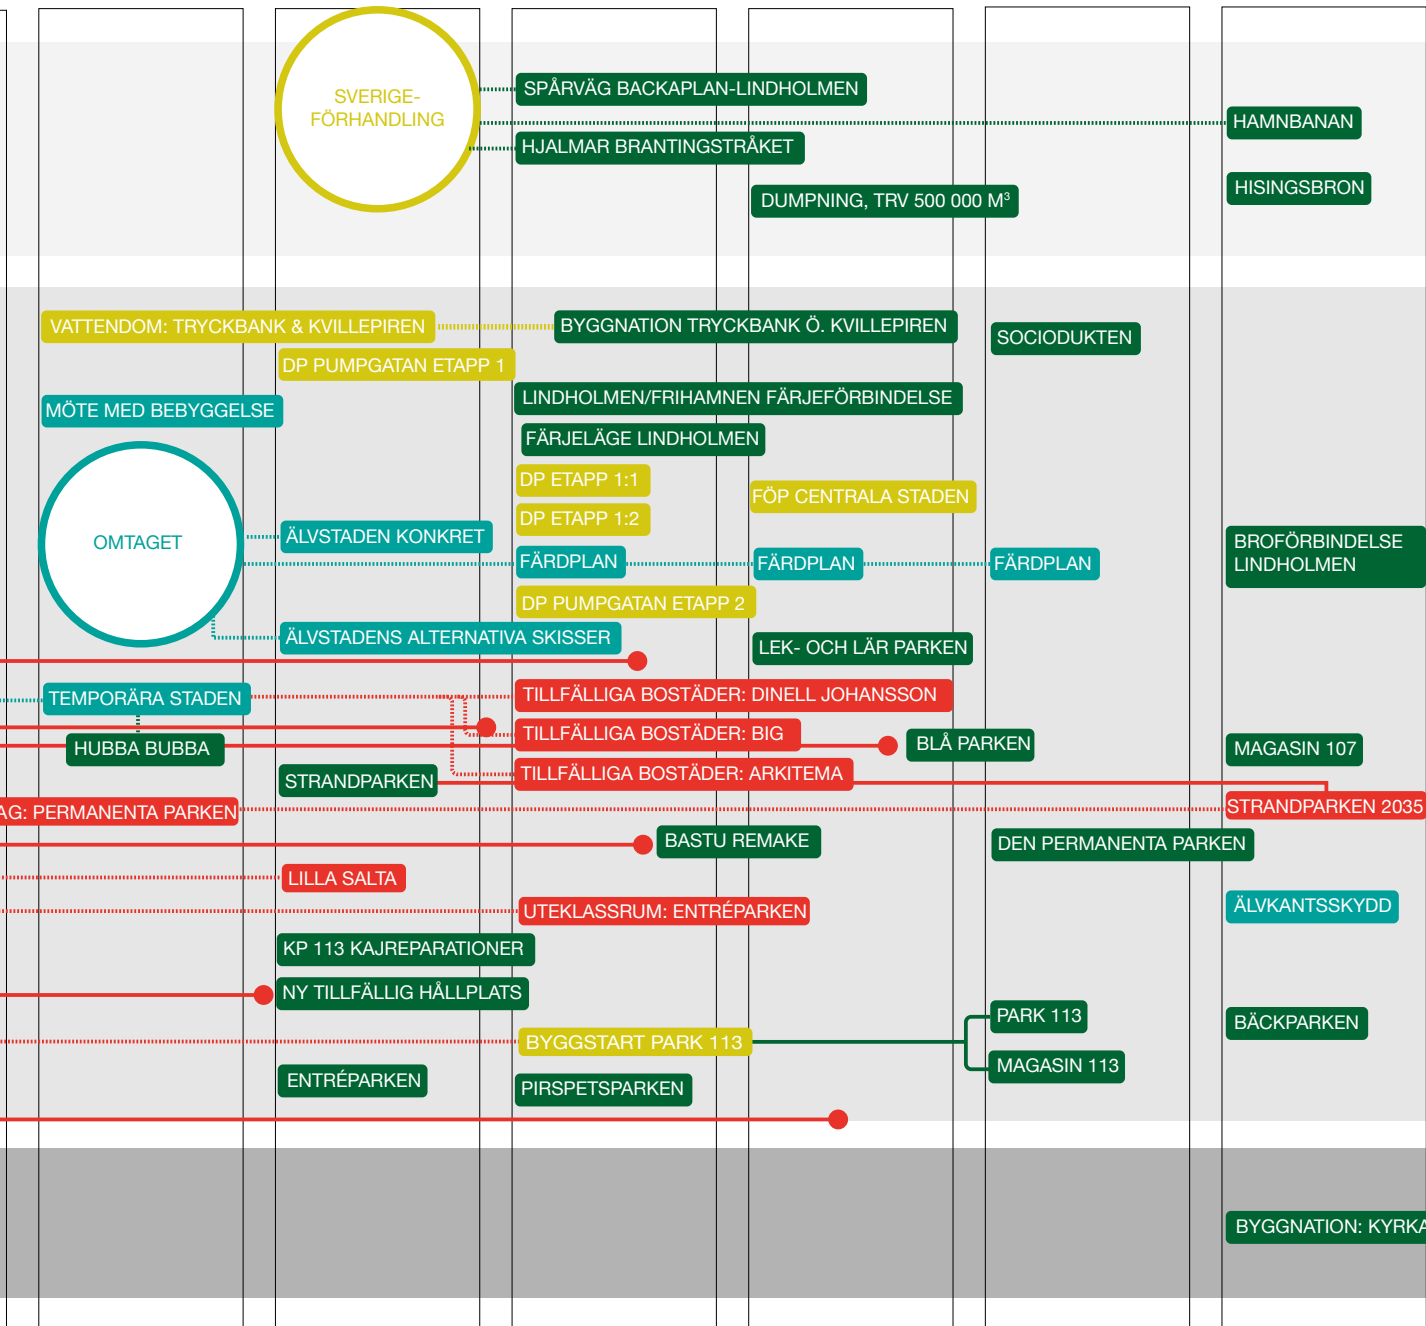 SVERIGE-
FÖRHANDLING
SPÅRVÄG BACKAPLAN-LINDHOLMEN
HAMNBANAN
HJALMAR BRANTINGSTRÅKET
HISINGSBRON
DUMPNING, TRV 500 000 M³
VATTENDOM: TRYCKBANK & KVILLEPIREN
BYGGNATION TRYCKBANK Ö. KVILLEPIREN
SOCIODUKTEN
DP PUMPGATAN ETAPP 1
LINDHOLMEN/FRIHAMNEN FÄRJEFÖRBINDELSE
MÖTE MED BEBYGGELSE
FÄRJELÄGE LINDHOLMEN
DP ETAPP 1:1
FÖP CENTRALA STADEN
DP ETAPP 1:2
OMTAGET
ÄLVSTADEN KONKRET
BROFÖRBINDELSE
LINDHOLMEN
FÄRDPLAN
FÄRDPLAN
FÄRDPLAN
DP PUMPGATAN ETAPP 2
ÄLVSTADENS ALTERNATIVA SKISSER
LEK- OCH LÄR PARKEN
TEMPORÄRA STADEN
TILLFÄLLIGA BOSTÄDER: DINELL JOHANSSON
TILLFÄLLIGA BOSTÄDER: BIG
HUBBA BUBBA
BLÅ PARKEN
MAGASIN 107
TILLFÄLLIGA BOSTÄDER: ARKITEMA
STRANDPARKEN
AG: PERMANENTA PARKEN
STRANDPARKEN 2035
BASTU REMAKE
DEN PERMANENTA PARKEN
LILLA SALTA
UTEKLASSRUM: ENTRÉPARKEN
ÄLVKANTSSKYDD
KP 113 KAJREPARATIONER
NY TILLFÄLLIG HÅLLPLATS
PARK 113
BÄCKPARKEN
BYGGSTART PARK 113
MAGASIN 113
ENTRÉPARKEN
PIRSPETSPARKEN
BYGGNATION: KYRKA